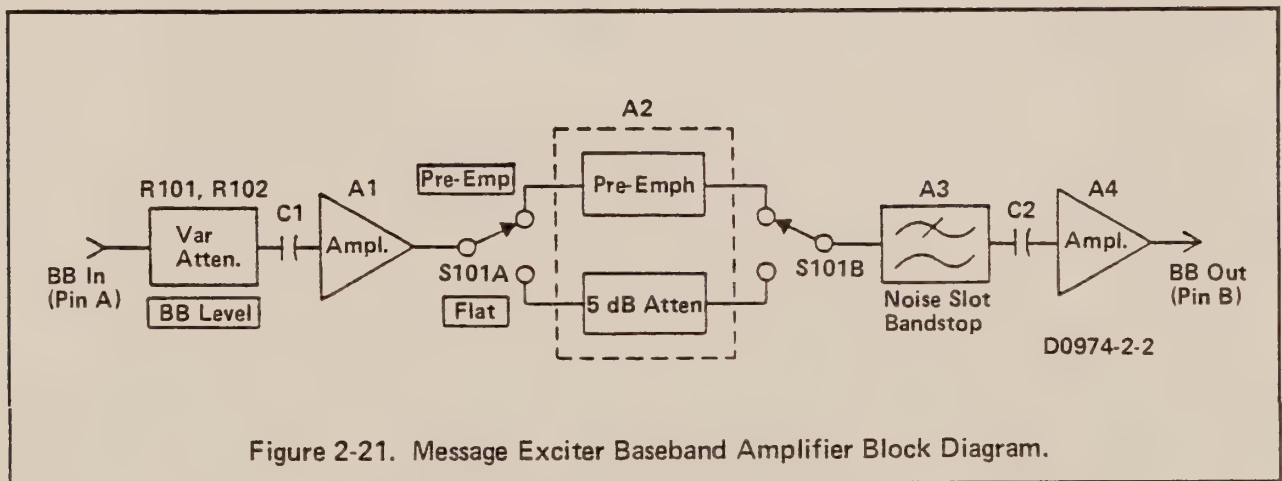 A2
R101, R102
C1
A1
Pre-Emp
Pre-Emph
A3
C2
A4
Var
Atten.
Ampl.
Ampl.
BB In
(Pin A)
BB Level
S101A
Flat
5 dB Atten
S101B
Noise Slot
Bandstop
BB Out
(Pin B)
D0974-2-2
Figure 2-21. Message Exciter Baseband Amplifier Block Diagram.